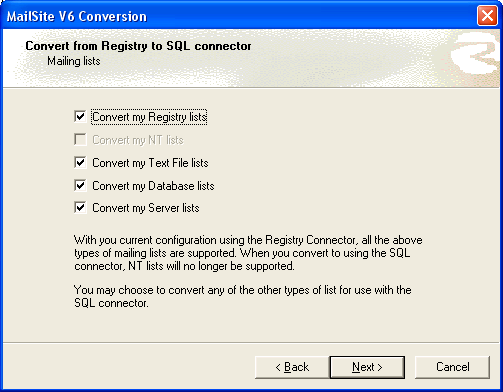 MailSite V6 Conversion
Convert from Registry to SQL connector
Mailing lists
Convert my Registry lists
Convert my NT lists
Convert my Text File lists
Convert my Database lists
Convert my Server lists
With you current configuration using the Registry Connector, all the above
types of mailing lists are supported. When you convert to using the SQL
connector, NT lists will no longer be supported.
You may choose to convert any of the other types of list for use with the
SQL connector.
< Back Next > Cancel